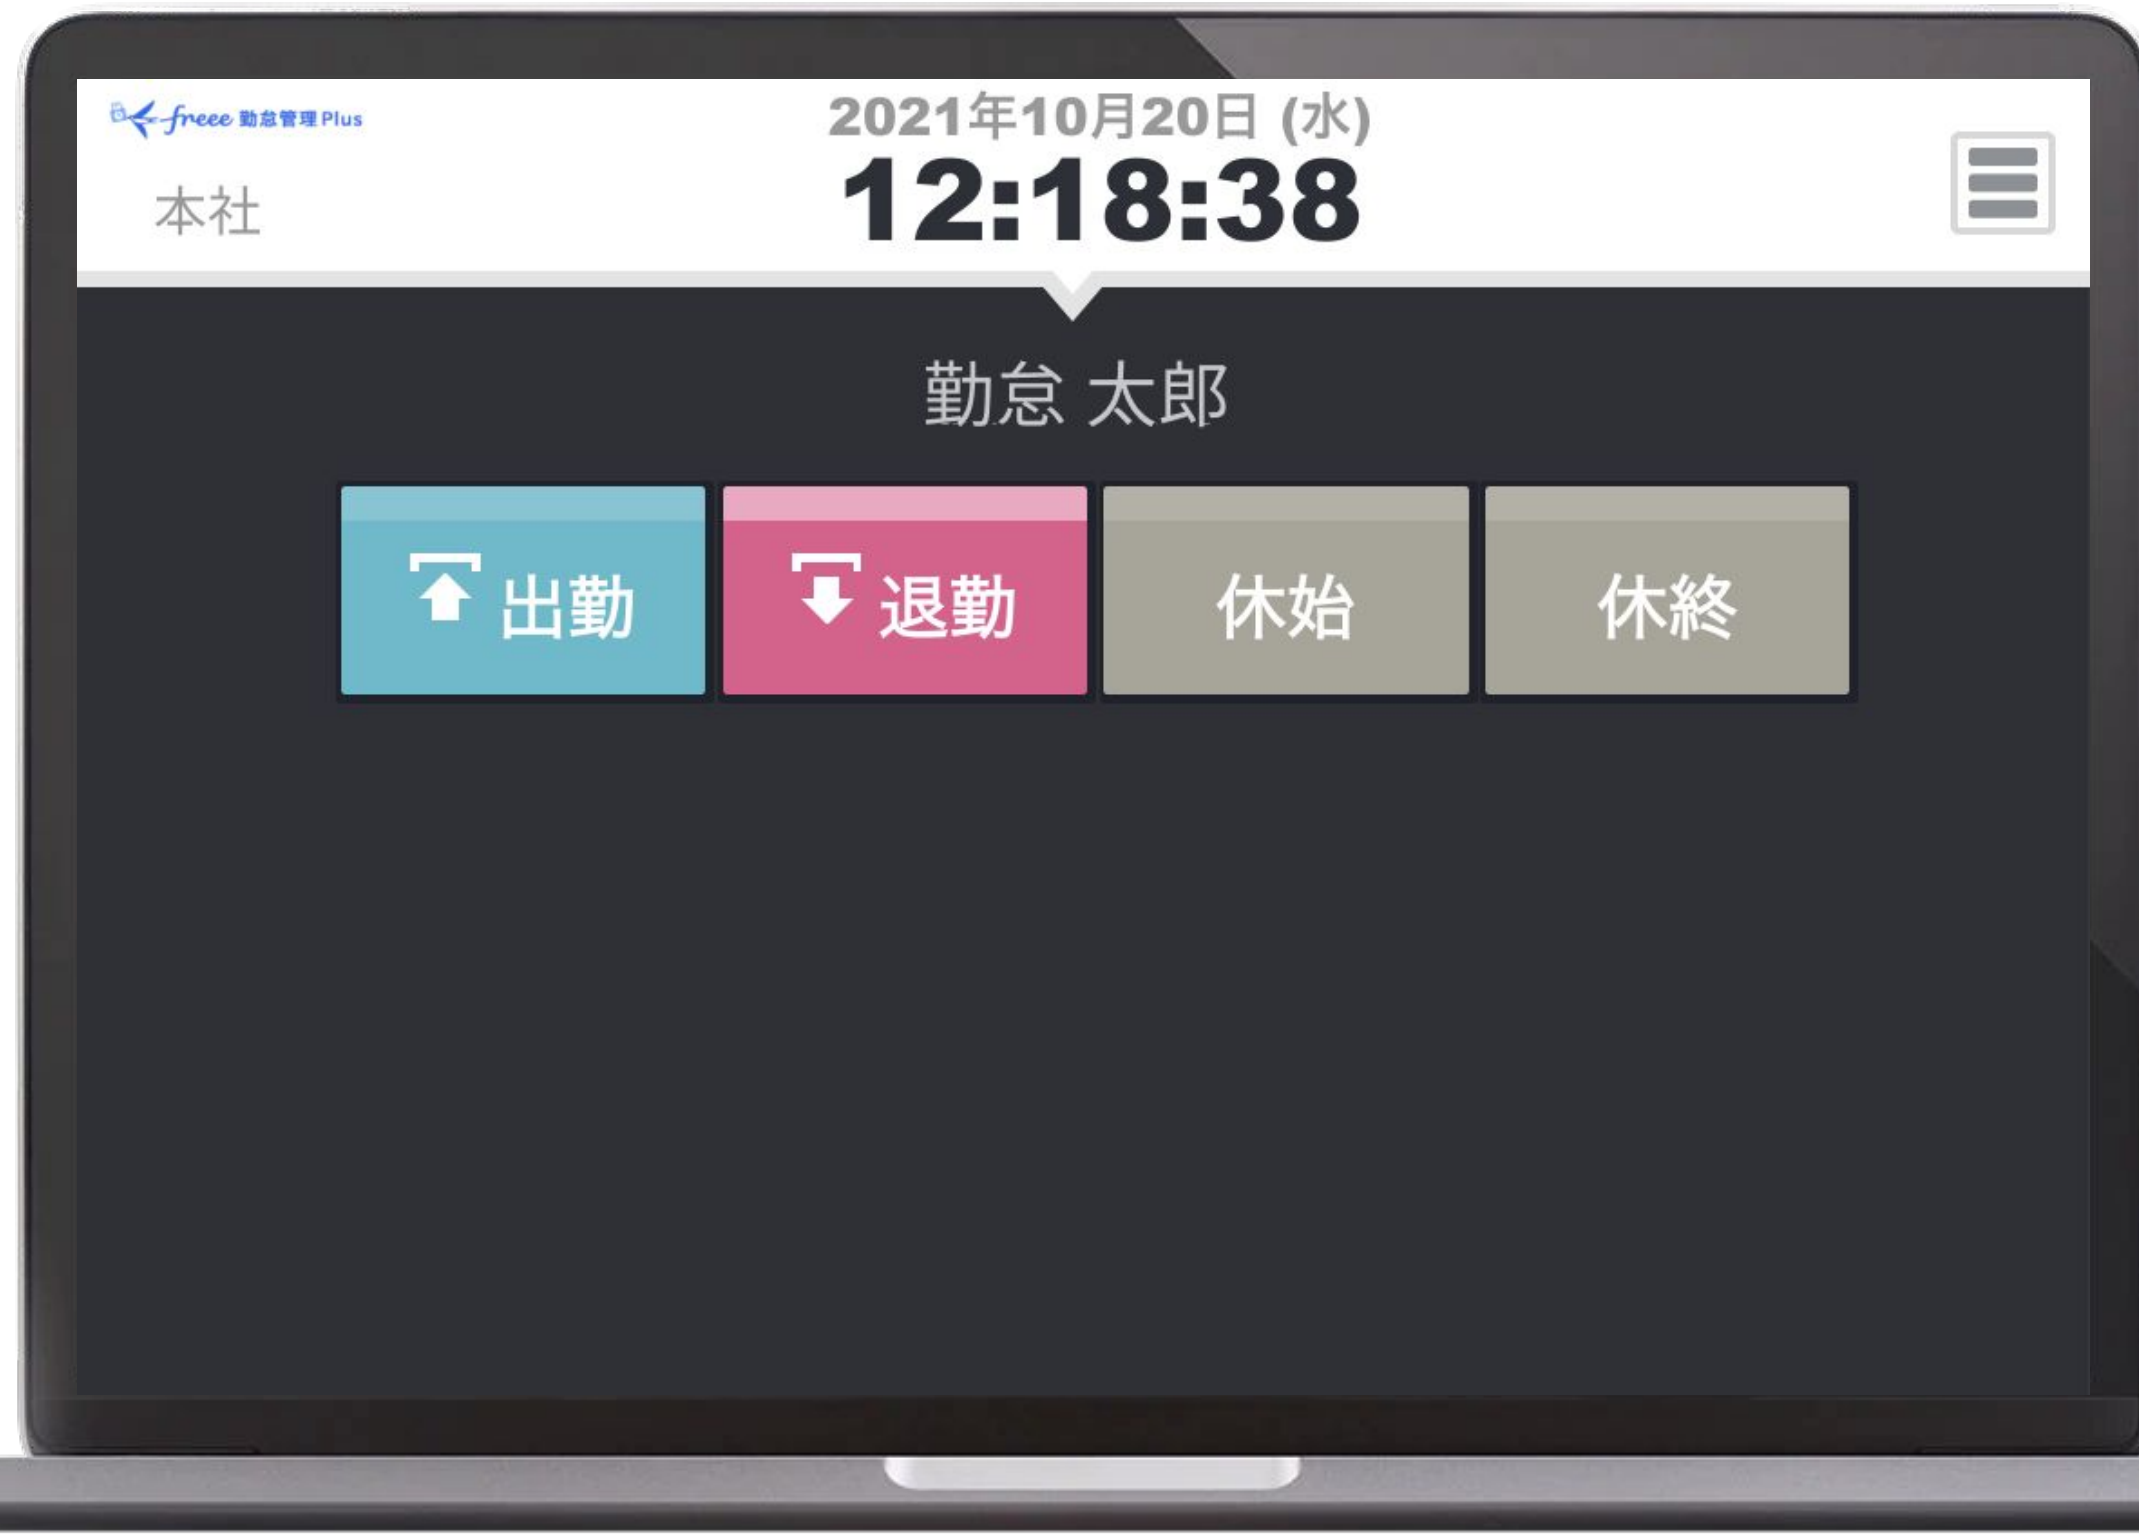 freee 勤怠管理Plus
2021年10月20日 (水)
本社
12:18:38
勤怠 太郎
出勤
退勤
休始
休終